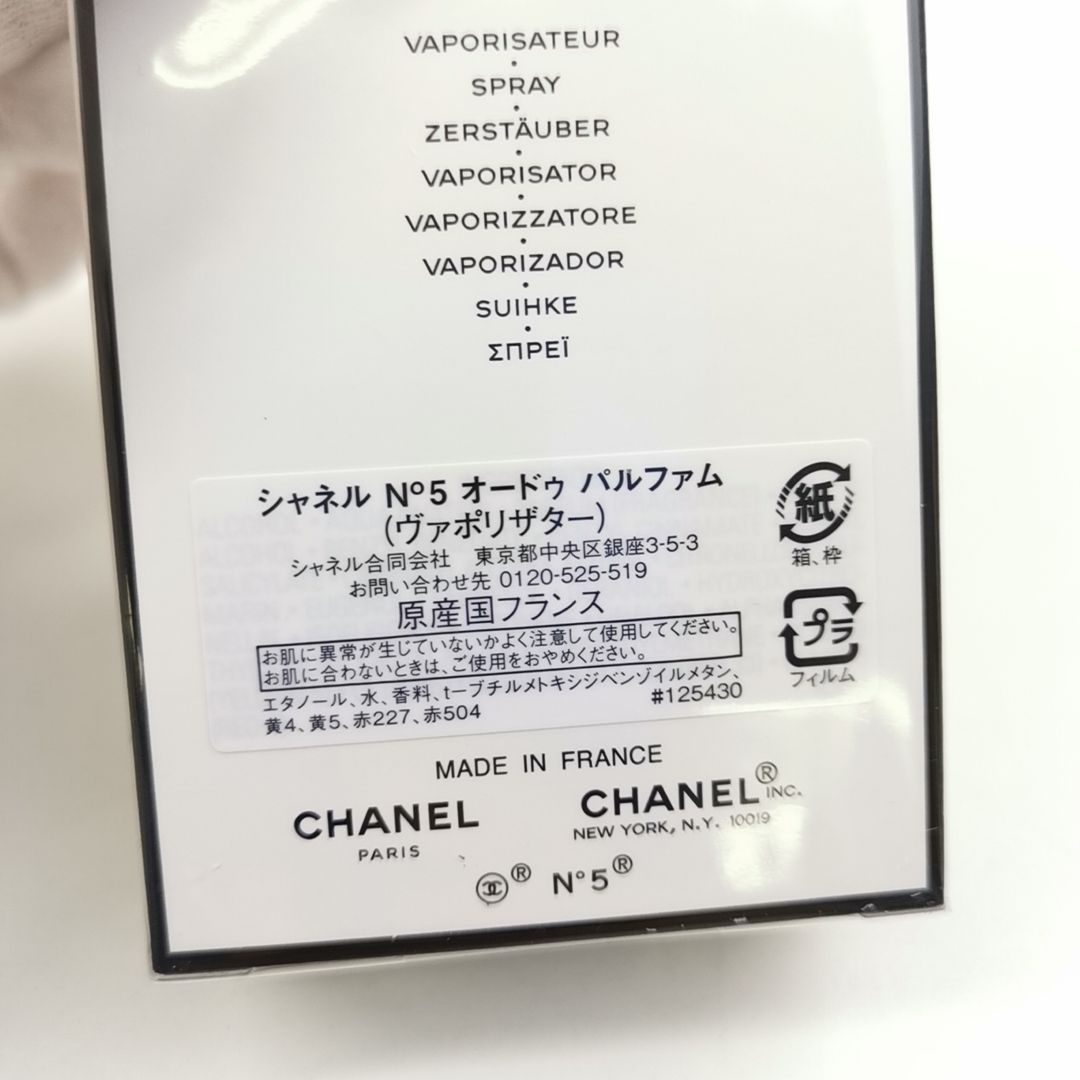 VAPORISATEUR
SPRAY
ZERSTÄUBER
VAPORISATOR
VAPORIZZATORE
VAPORIZADOR
SUIHKE
ΣΠΡΕΪ
シャネル Nº5 オードゥ パルファム
(ヴァポリザター)
シャネル合同会社 東京都中央区銀座3-5-3
お問い合わせ先 0120-525-519
原産国フランス
お肌に異常が生じていないかよく注意して使用してください。
お肌に合わないときは、ご使用をおやめください。
エタノール、水、香料、t-ブチルメトキシジベンゾイルメタン、
黄4、黄5、赤227、赤504
#125430
紙
箱、枠
プラ
フィルム
MADE IN FRANCE
CHANEL
PARIS
CHANEL® INC.
NEW YORK, N.Y. 10019
® N°5®